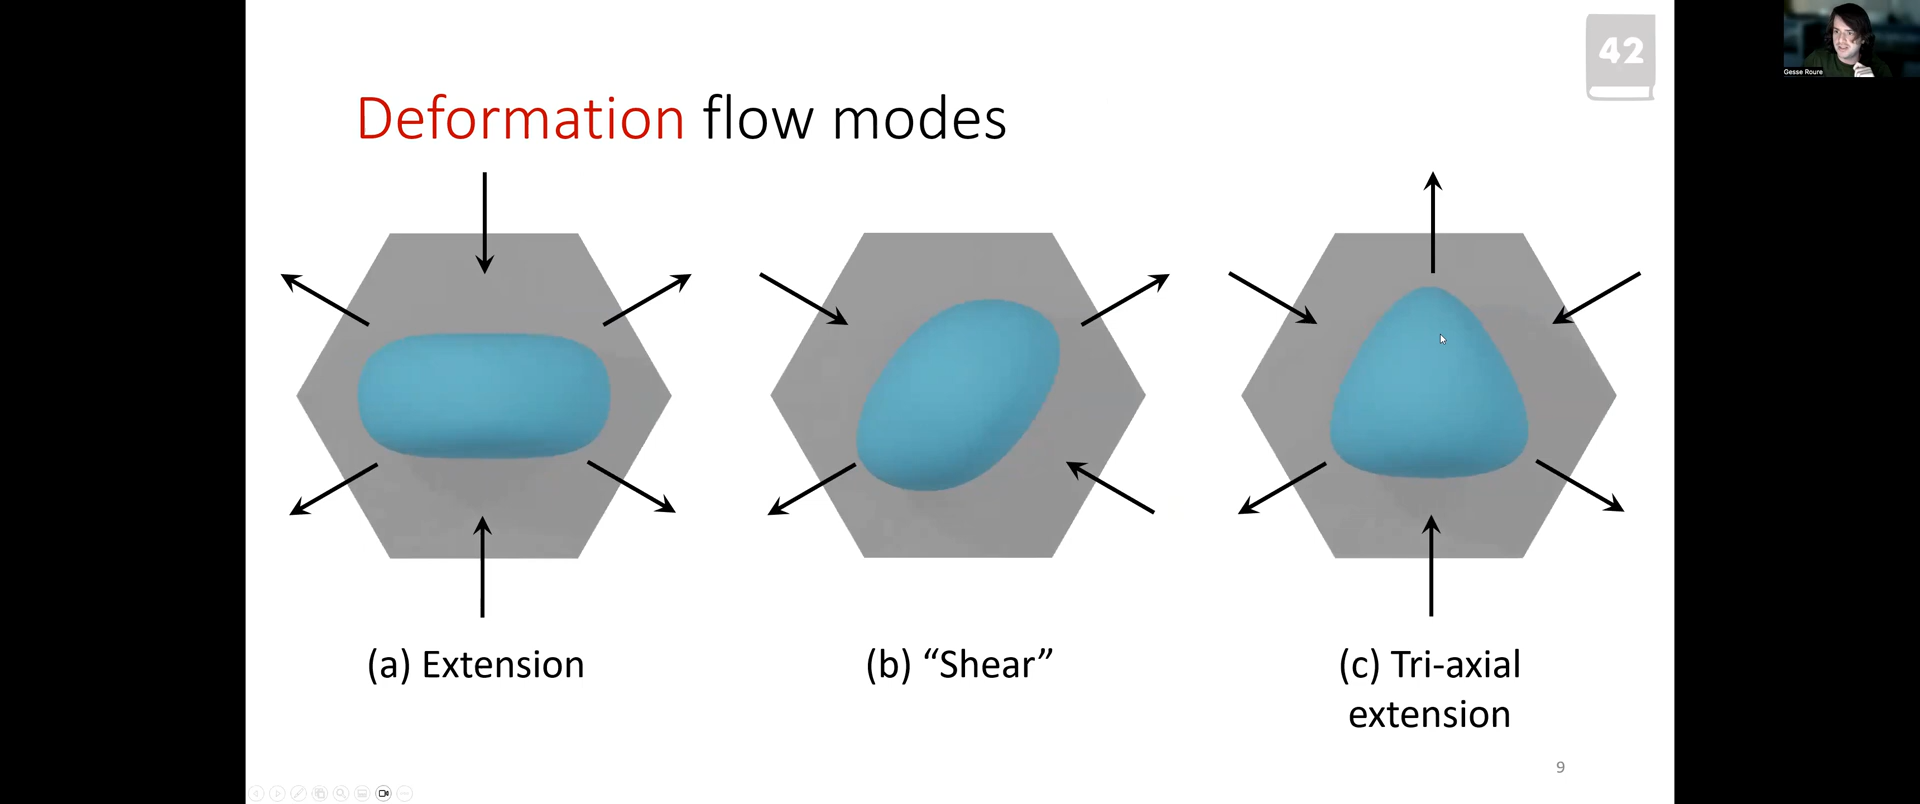 42
Gesse Roure
Deformation flow modes
(a) Extension
(b) “Shear”
(c) Tri-axial
extension
9